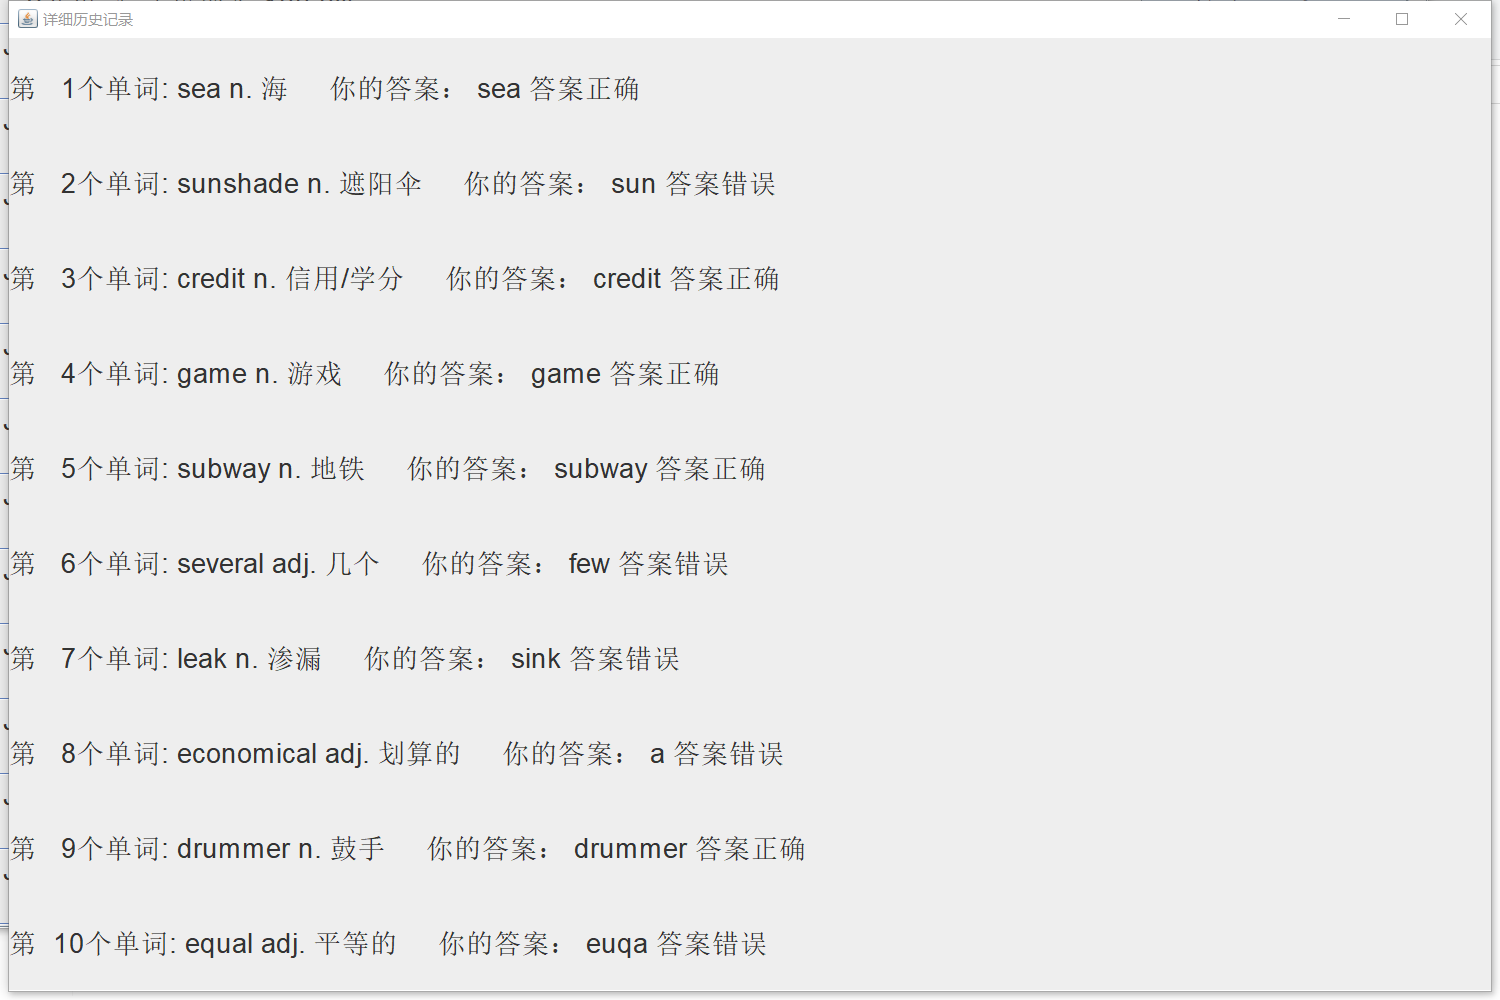 详细历史记录
第 1个单词: sea n. 海 你的答案： sea 答案正确
第 2个单词: sunshade n. 遮阳伞 你的答案： sun 答案错误
第 3个单词: credit n. 信用/学分 你的答案： credit 答案正确
第 4个单词: game n. 游戏 你的答案： game 答案正确
第 5个单词: subway n. 地铁 你的答案： subway 答案正确
第 6个单词: several adj. 几个 你的答案： few 答案错误
第 7个单词: leak n. 渗漏 你的答案： sink 答案错误
第 8个单词: economical adj. 划算的 你的答案： a 答案错误
第 9个单词: drummer n. 鼓手 你的答案： drummer 答案正确
第 10个单词: equal adj. 平等的 你的答案： euqa 答案错误